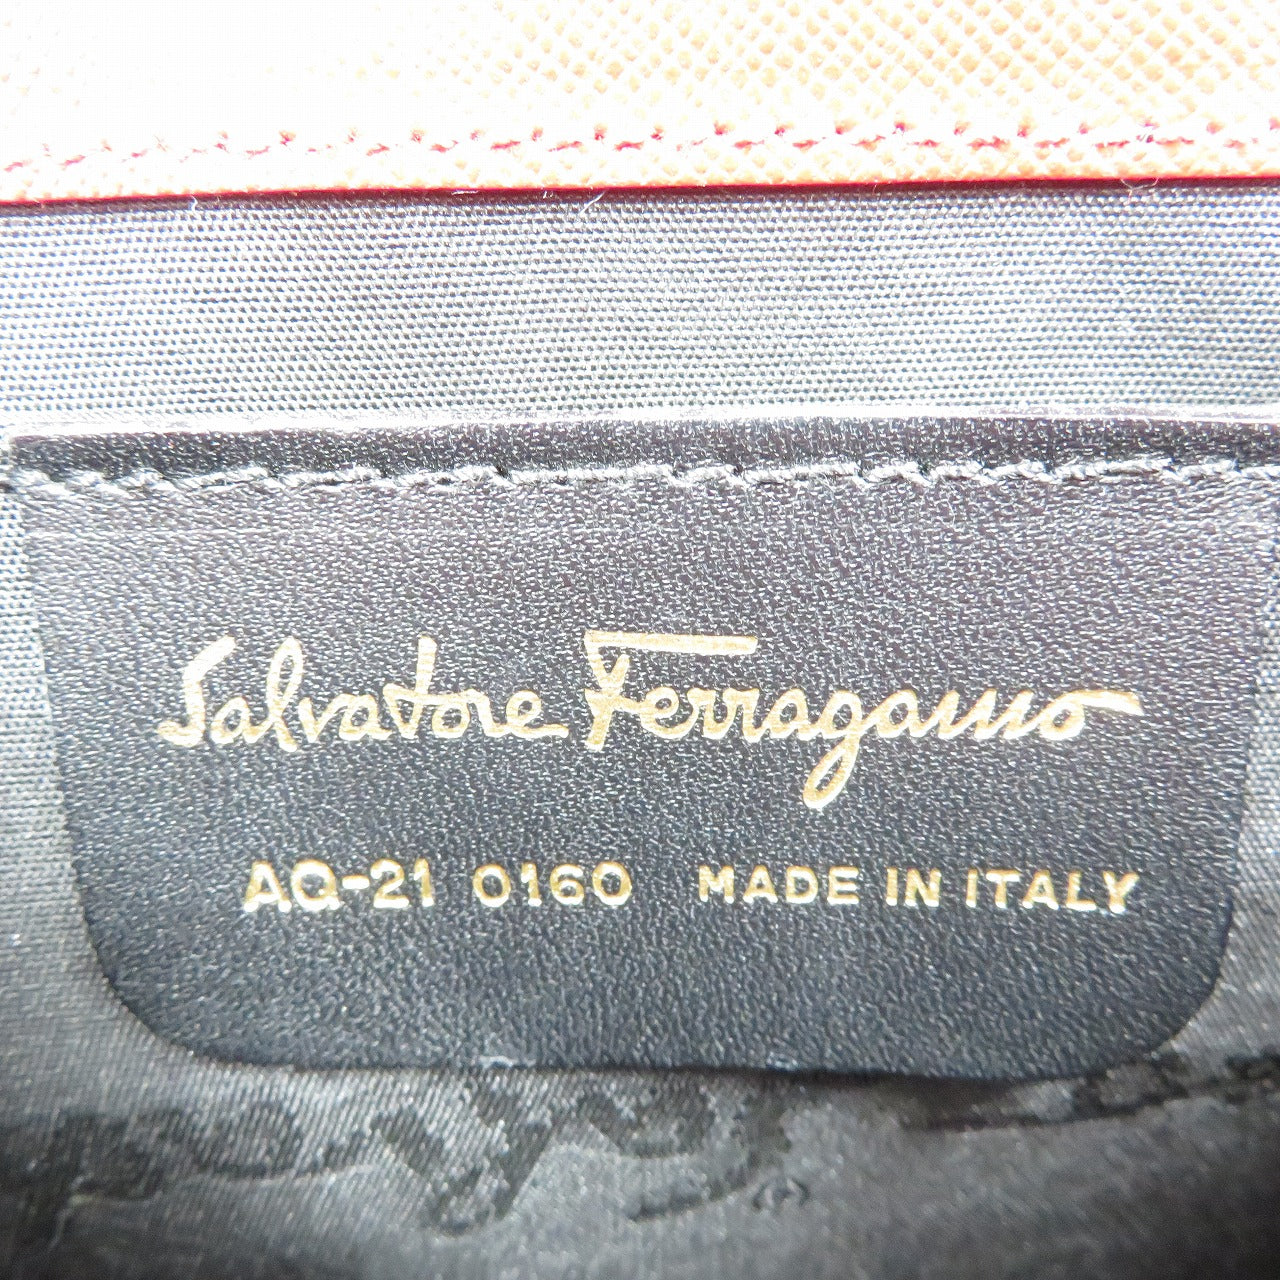 Salvatore Ferragamo
AQ-21 0160 MADE IN ITALY
®